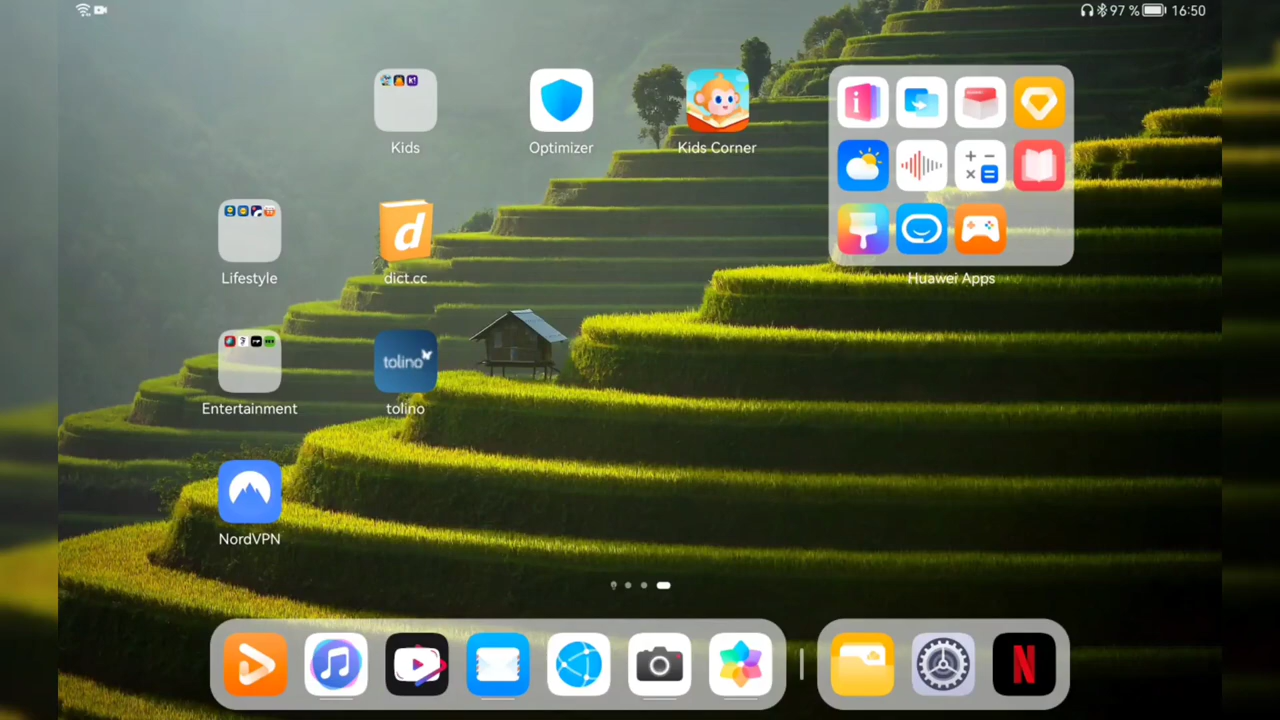 97 % 16:50
Kids
Optimizer
Kids Corner
Lifestyle
d
dict.cc
Huawei Apps
Entertainment
tolino
tolino
NordVPN
N